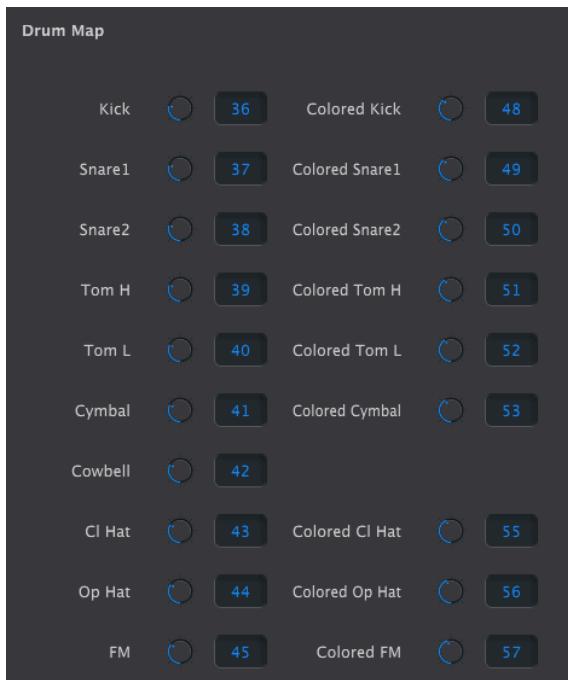 Drum Map
Kick 36 Colored Kick 48
Snare1 37 Colored Snare1 49
Snare2 38 Colored Snare2 50
Tom H 39 Colored Tom H 51
Tom L 40 Colored Tom L 52
Cymbal 41 Colored Cymbal 53
Cowbell 42
Cl Hat 43 Colored Cl Hat 55
Op Hat 44 Colored Op Hat 56
FM 45 Colored FM 57